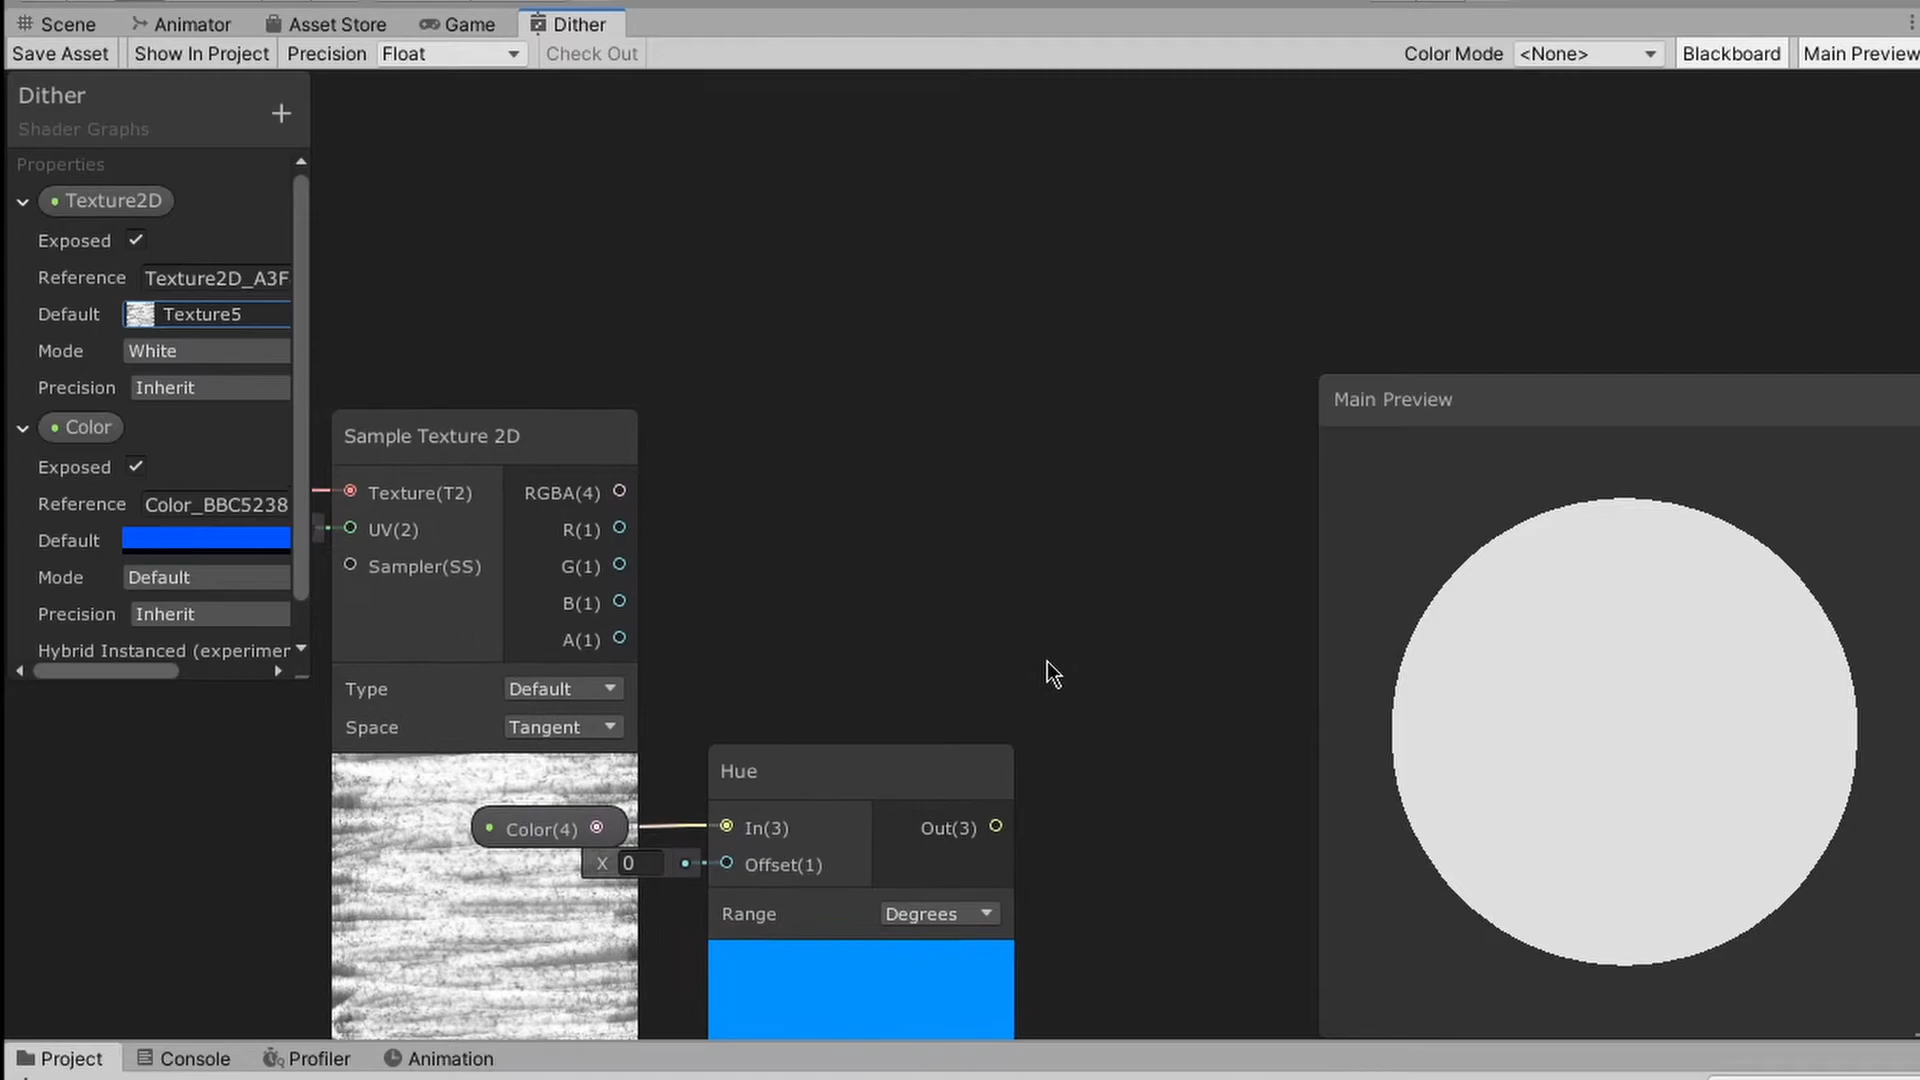 Scene Animator Asset Store Game Dither
Save Asset Show In Project Precision Float Check Out Color Mode <None> Blackboard Main Preview
Dither
Shader Graphs
Properties
Texture2D
Exposed
Reference Texture2D_A3F
Default Texture5
Mode White
Precision Inherit
Color
Exposed
Reference Color_BBC5238
Default
Mode Default
Precision Inherit
Hybrid Instanced (experimer
Sample Texture 2D
Texture(T2) RGBA(4)
UV(2) R(1)
Sampler(SS) G(1)
B(1)
A(1)
Type Default
Space Tangent
Color(4)
X 0
Hue
In(3) Out(3)
Offset(1)
Range Degrees
Main Preview
Project Console Profiler Animation